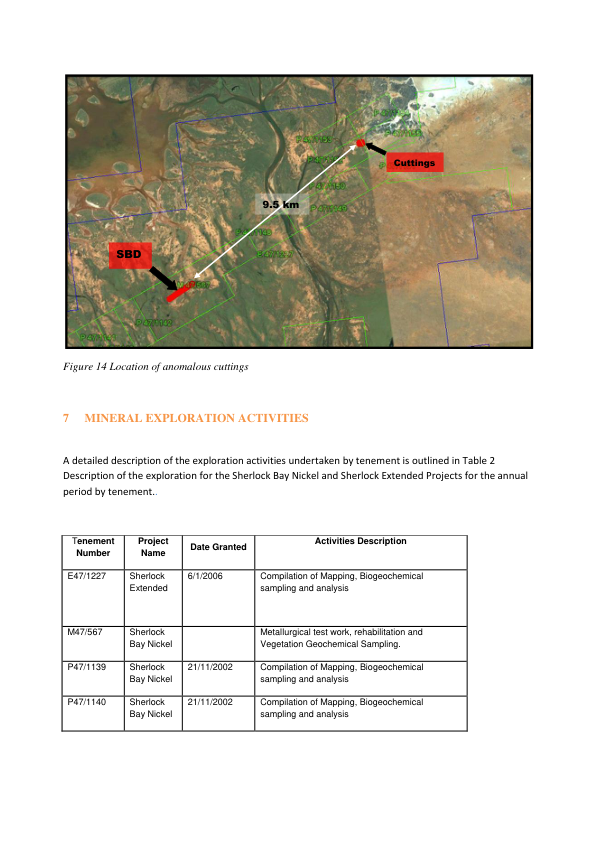 Cuttings
9.5 km
SBD
Figure 14 Location of anomalous cuttings
7 MINERAL EXPLORATION ACTIVITIES
A detailed description of the exploration activities undertaken by tenement is outlined in Table 2
Description of the exploration for the Sherlock Bay Nickel and Sherlock Extended Projects for the annual
period by tenement..
Tenement Number Project Name Date Granted Activities Description
E47/1227 Sherlock Extended 6/1/2006 Compilation of Mapping, Biogeochemical
sampling and analysis
M47/567 Sherlock Bay Nickel Metallurgical test work, rehabilitation and
Vegetation Geochemical Sampling.
P47/1139 Sherlock Bay Nickel 21/11/2002 Compilation of Mapping, Biogeochemical
sampling and analysis
P47/1140 Sherlock Bay Nickel 21/11/2002 Compilation of Mapping, Biogeochemical
sampling and analysis